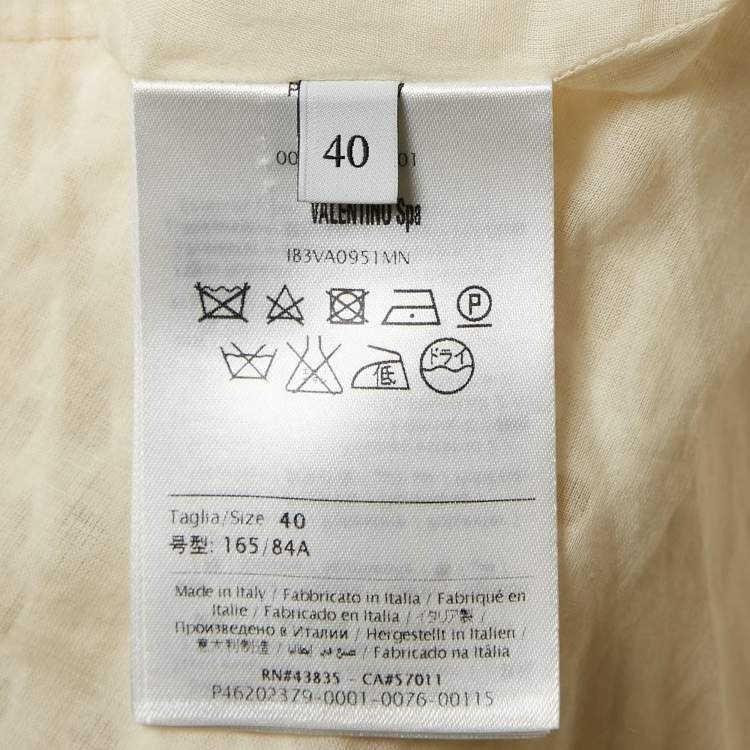 40
VALENTINO Spa
IB3VA0951MN
P
低
ドライ
Taglia/Size 40
号型: 165/84A
Made in Italy / Fabbricato in Italia / Fabriqué en
Italie / Fabricado en Italia / イタリア製 /
Произведено в Италии / Hergestellt in Italien /
意大利制造 / صنع في إيطاليا / Fabricado na Itâlia
RN#43835 - CA#57011
P46202379-0001-0076-00115